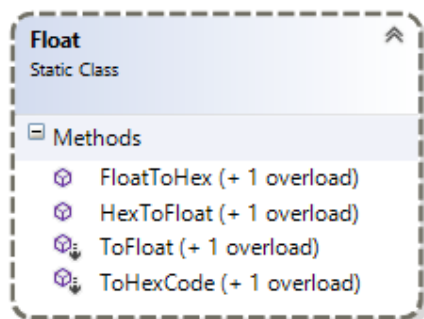 Float
Static Class
Methods
FloatToHex (+ 1 overload)
HexToFloat (+ 1 overload)
ToFloat (+ 1 overload)
ToHexCode (+ 1 overload)